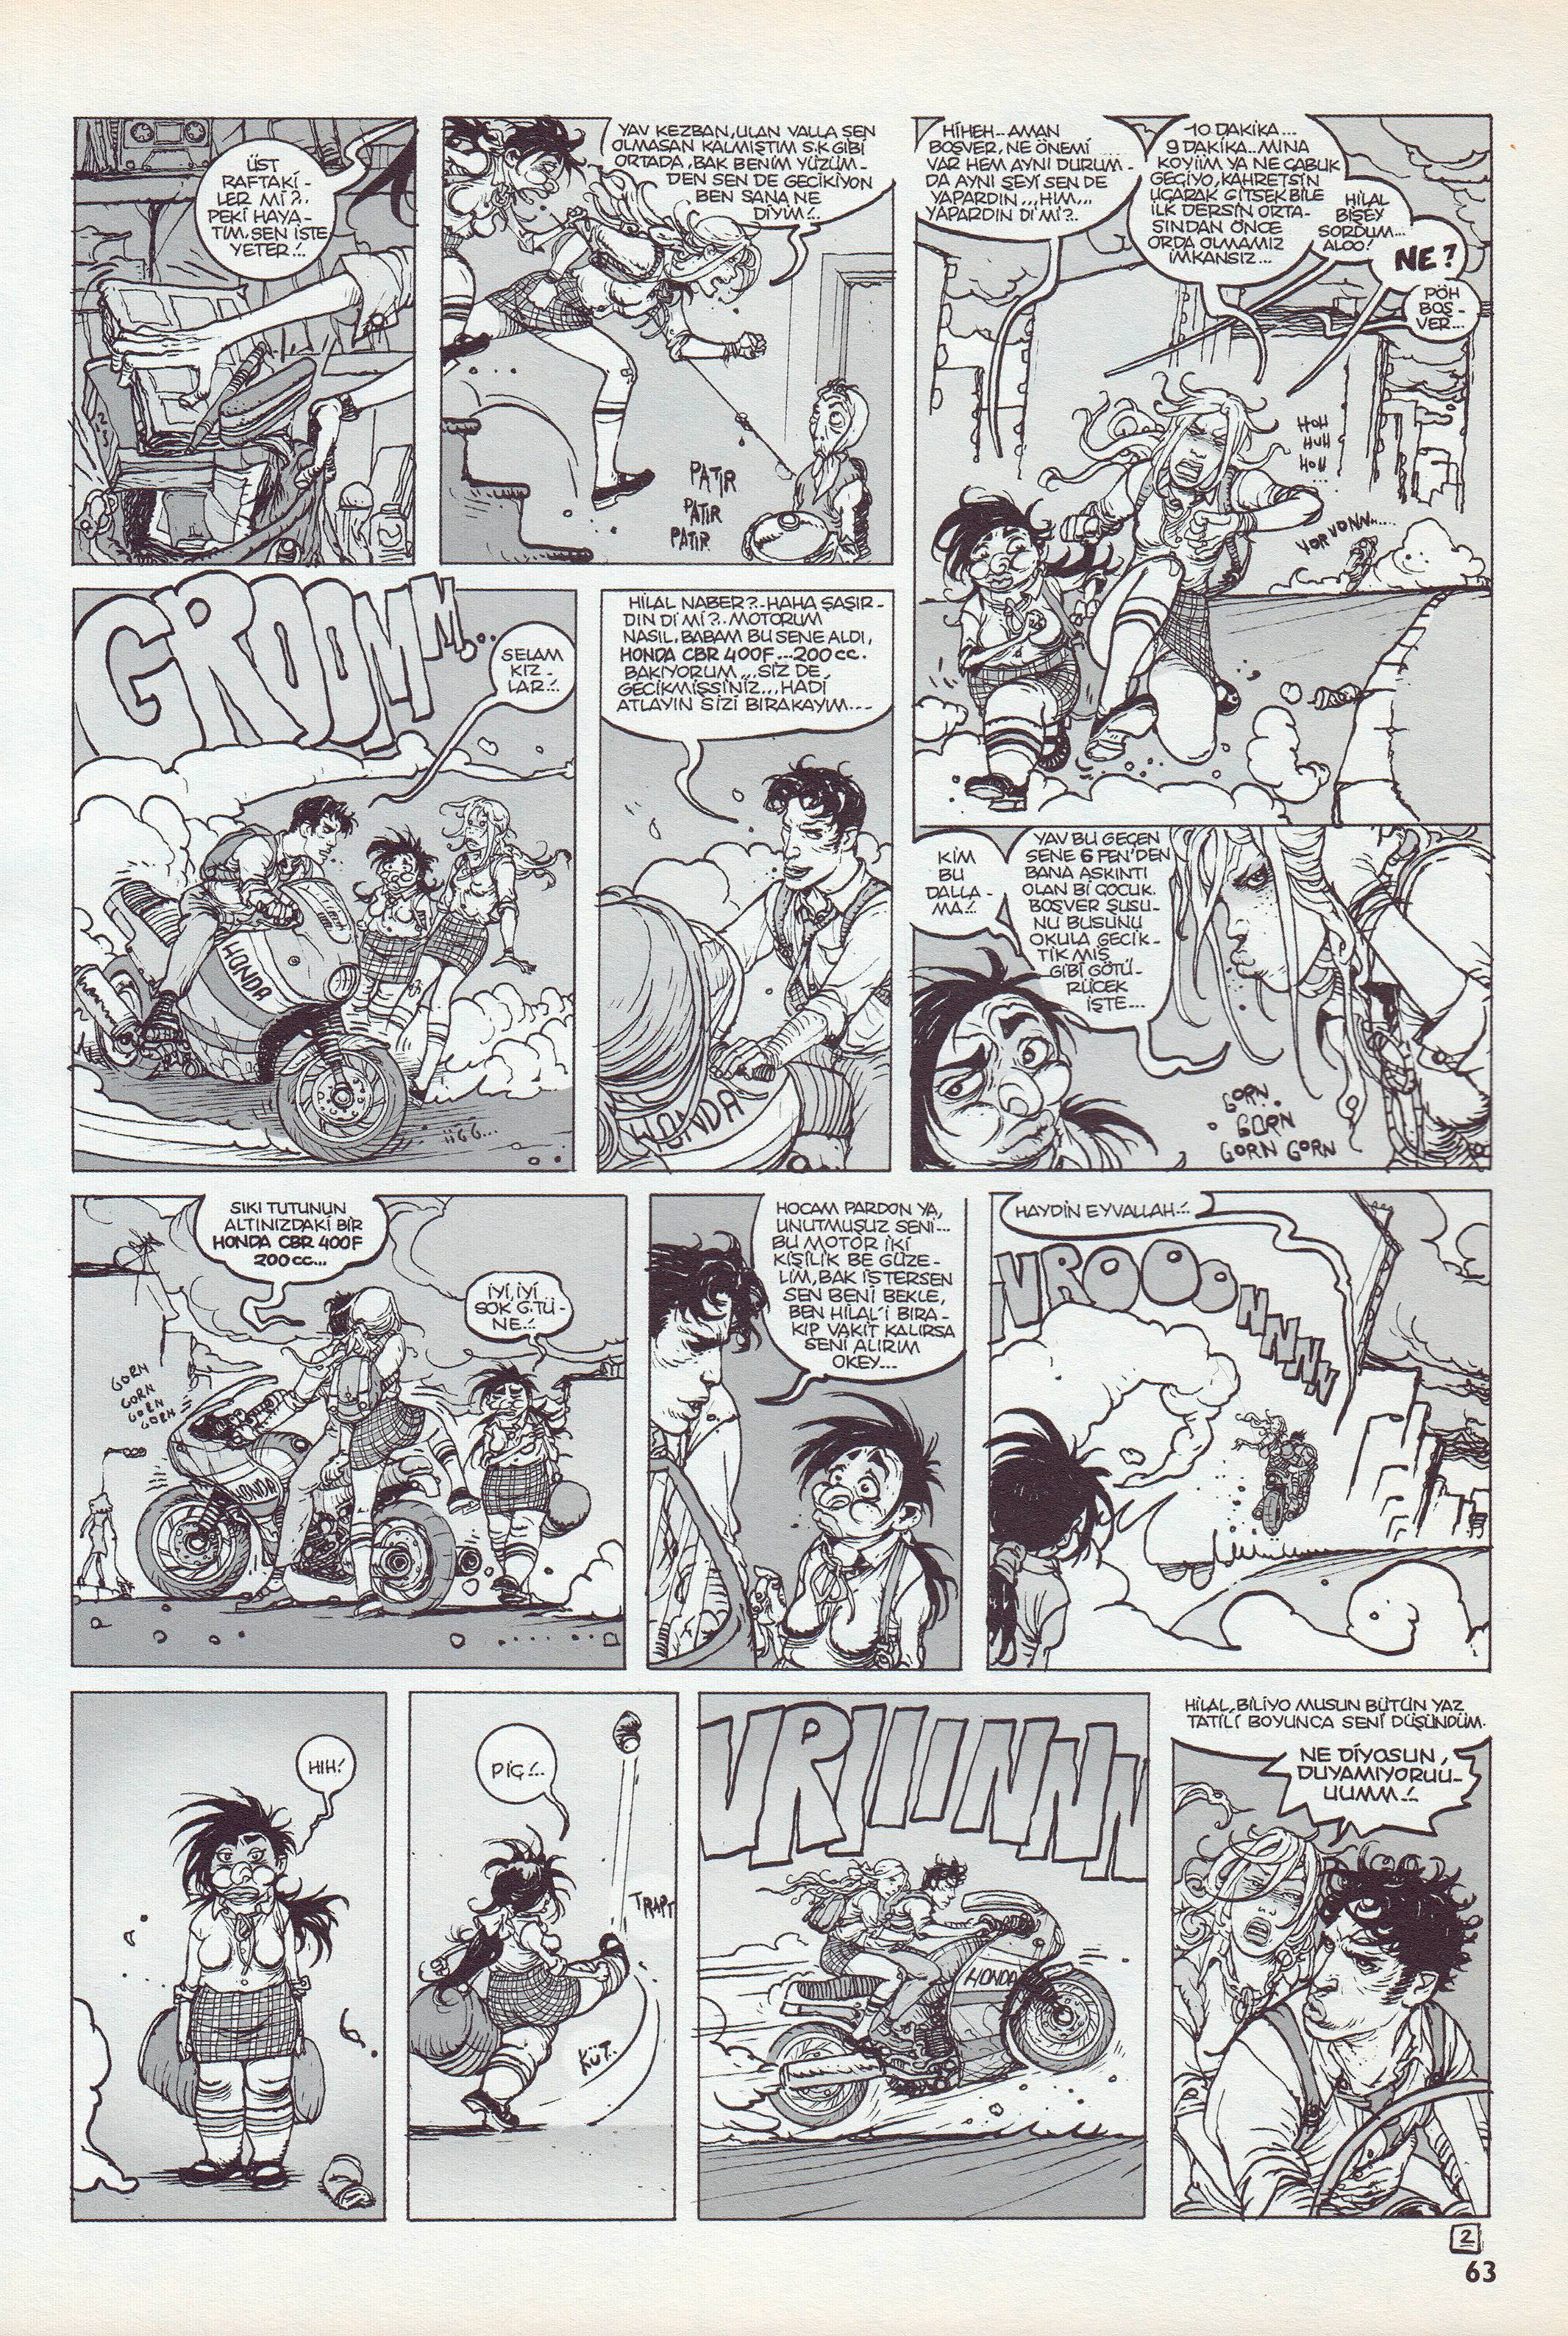 ÜST
RAFTAKİ-
LER Mİ?..
PEKİ HAYA-
TIM, SEN İSTE
YETER!..
YAV KEZBAN, ULAN VALLA SEN
OLMASAN KALMIŞTIM S.K GİBİ
ORTADA, BAK BENİM YÜZÜM-
DEN SEN DE GECİKİYON
BEN SANA NE
DİYİM!..
PATIR
PATIR
PATIR
HİHEH-- AMAN
BOŞVER, NE ÖNEMİ
VAR HEM AYNI DURUM-
DA AYNI ŞEYİ SEN DE
YAPARDIN,,,HIM,,,
YAPARDIN Dİ Mİ?..
10 DAKİKA...
9 DAKİKA..MINA
KOYİİM YA NE ÇABUK
GEÇİYO, KAHRETSİN
UÇARAK GİTSEK BİLE
İLK DERSİN ORTA-
SINDAN ÖNCE
ORDA OLMAMIZ
İMKANSIZ...
HİLAL
BİŞEY
SORDUM...
ALOO!
NE?
PÖH
BOŞ-
VER...
HOH
HUH
HOH
VORVONN.....
GROOMMM...
SELAM
KIZ-
LAR!..
İİGG...
HİLAL NABER?..HAHA ŞAŞIR-
DIN Dİ Mİ?..MOTORUM
NASIL, BABAM BU SENE ALDI,
HONDA CBR 400F...200 CC.
BAKIYORUM,,,SİZ DE
GECİKMİŞSİNİZ,,,HADİ
ATLAYIN SİZİ BIRAKAYIM...
HONDA
HONDA
KİM
BU
DALLA-
MA!..
YAV BU GEÇEN
SENE 6 FEN'DEN
BANA ASKINTI
OLAN Bİ ÇOCUK.
BOŞVER ŞUSU-
NU BUSUNU
OKULA GECİK-
TİK MİŞ
GİBİ GÖTÜ-
RÜCEK
İŞTE...
GORN
GORN
GORN GORN
SIKI TUTUNUN
ALTINIZDAKİ BİR
HONDA CBR 400F
200 CC...
İYİ, İYİ
SOK G.TÜ-
NE!..
GORN
GORN
GORN
GORN
HONDA
HOCAM PARDON YA,
UNUTMUŞUZ SENİ...
BU MOTOR İKİ
KİŞİLİK BE GÜZE-
LİM, BAK İSTERSEN
SEN BENİ BEKLE,
BEN HİLAL'İ BIRA-
KIP VAKİT KALIRSA
SENİ ALIRIM
OKEY...
HAYDİN EYVALLAH!..
VROOONNNN
HIH!
PİÇ!..
TRAPT
KÜT..
VRIIINNNN
HONDA
HİLAL, BİLİYO MUSUN BÜTÜN YAZ
TATİLİ BOYUNCA SENİ DÜŞÜNDÜM.
NE DİYOSUN,
DUYAMIYORUU-
UUMM!..
2
63